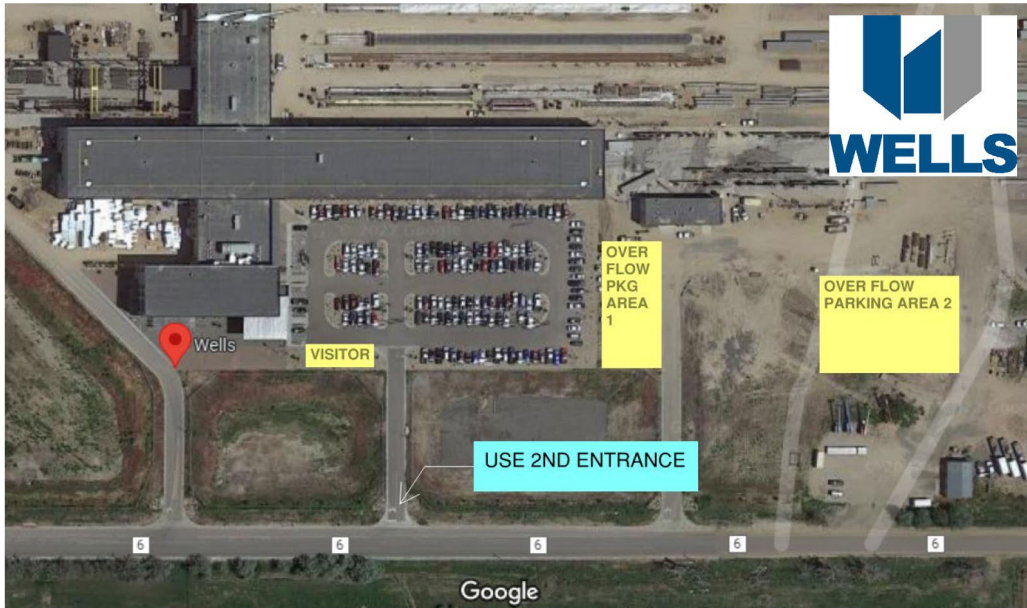 WELLS
OVER
FLOW
PKG
AREA
1
OVER FLOW
PARKING AREA 2
Wells
VISITOR
USE 2ND ENTRANCE
6
6
6
6
6
Google